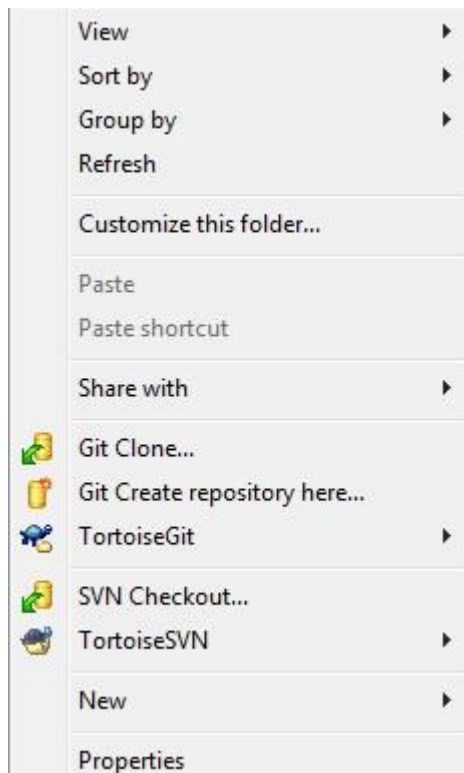 View
Sort by
Group by
Refresh
Customize this folder...
Paste
Paste shortcut
Share with
Git Clone...
Git Create repository here...
TortoiseGit
SVN Checkout...
TortoiseSVN
New
Properties